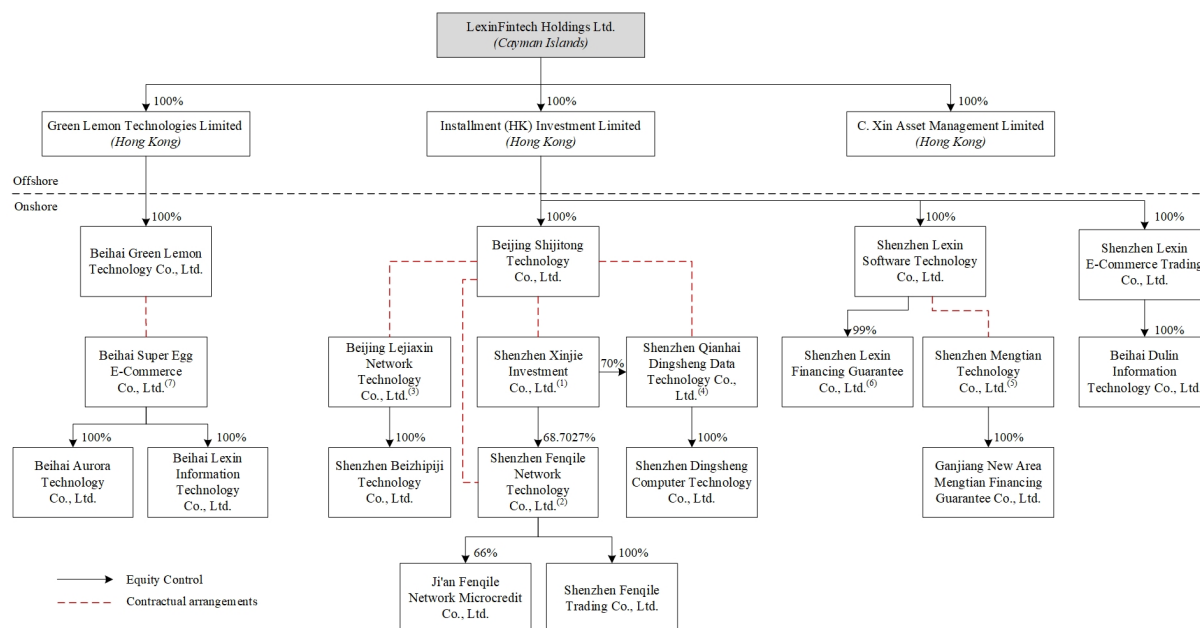 LexinFintech Holdings Ltd.
(Cayman Islands)
100%
100%
100%
Green Lemon Technologies Limited
(Hong Kong)
Installment (HK) Investment Limited
(Hong Kong)
C. Xin Asset Management Limited
(Hong Kong)
Offshore
Onshore
100%
100%
100%
100%
Beihai Green Lemon
Technology Co., Ltd.
Beijing Shijitong
Technology
Co., Ltd.
Shenzhen Lexin
Software Technology
Co., Ltd.
Shenzhen Lexin
E-Commerce Trading
Co., Ltd.
99%
100%
Beihai Super Egg
E-Commerce
Co., Ltd.(7)
Beijing Lejiaxin
Network
Technology
Co., Ltd.(3)
Shenzhen Xinjie
Investment
Co., Ltd.(1)
70%
Shenzhen Qianhai
Dingsheng Data
Technology Co.,
Ltd.(4)
Shenzhen Lexin
Financing Guarantee
Co., Ltd.(6)
Shenzhen Mengtian
Technology
Co., Ltd.(5)
Beihai Dulin
Information
Technology Co., Ltd.
100%
100%
100%
68.7027%
100%
100%
Beihai Aurora
Technology
Co., Ltd.
Beihai Lexin
Information
Technology
Co., Ltd.
Shenzhen Beizhipiji
Technology
Co., Ltd.
Shenzhen Fenqile
Network
Technology
Co., Ltd.(2)
Shenzhen Dingsheng
Computer Technology
Co., Ltd.
Ganjiang New Area
Mengtian Financing
Guarantee Co., Ltd.
66%
100%
Ji'an Fenqile
Network Microcredit
Co., Ltd.
Shenzhen Fenqile
Trading Co., Ltd.
Equity Control
Contractual arrangements